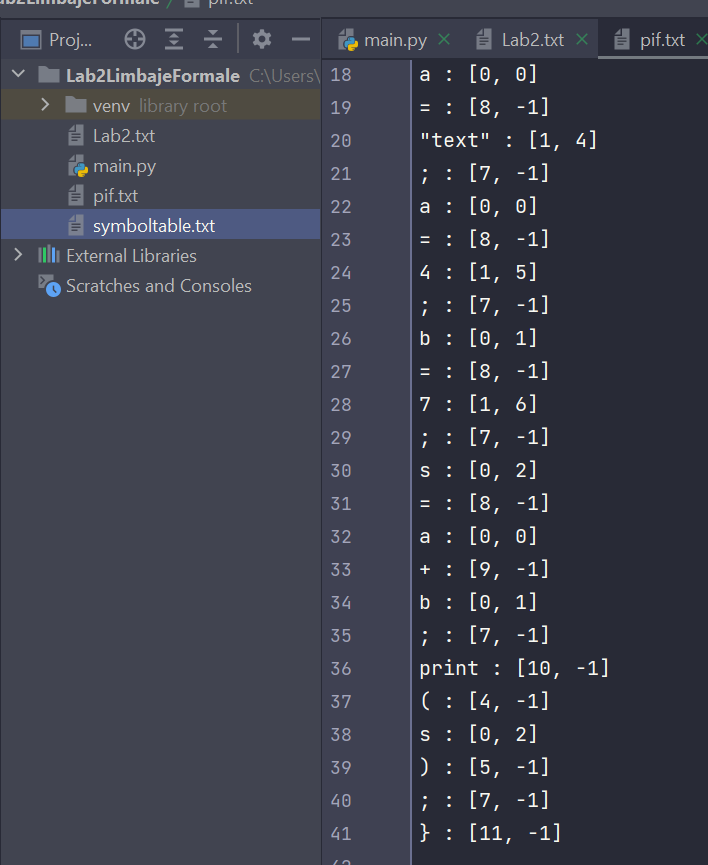 Lab2LimbajeFormale pif.txt
Proj...
Lab2LimbajeFormale C:\Users\
venv library root
Lab2.txt
main.py
pif.txt
symboltable.txt
External Libraries
Scratches and Consoles
main.py Lab2.txt pif.txt
18 a : [0, 0]
19 = : [8, -1]
20 "text" : [1, 4]
21 ; : [7, -1]
22 a : [0, 0]
23 = : [8, -1]
24 4 : [1, 5]
25 ; : [7, -1]
26 b : [0, 1]
27 = : [8, -1]
28 7 : [1, 6]
29 ; : [7, -1]
30 s : [0, 2]
31 = : [8, -1]
32 a : [0, 0]
33 + : [9, -1]
34 b : [0, 1]
35 ; : [7, -1]
36 print : [10, -1]
37 ( : [4, -1]
38 s : [0, 2]
39 ) : [5, -1]
40 ; : [7, -1]
41 } : [11, -1]
42